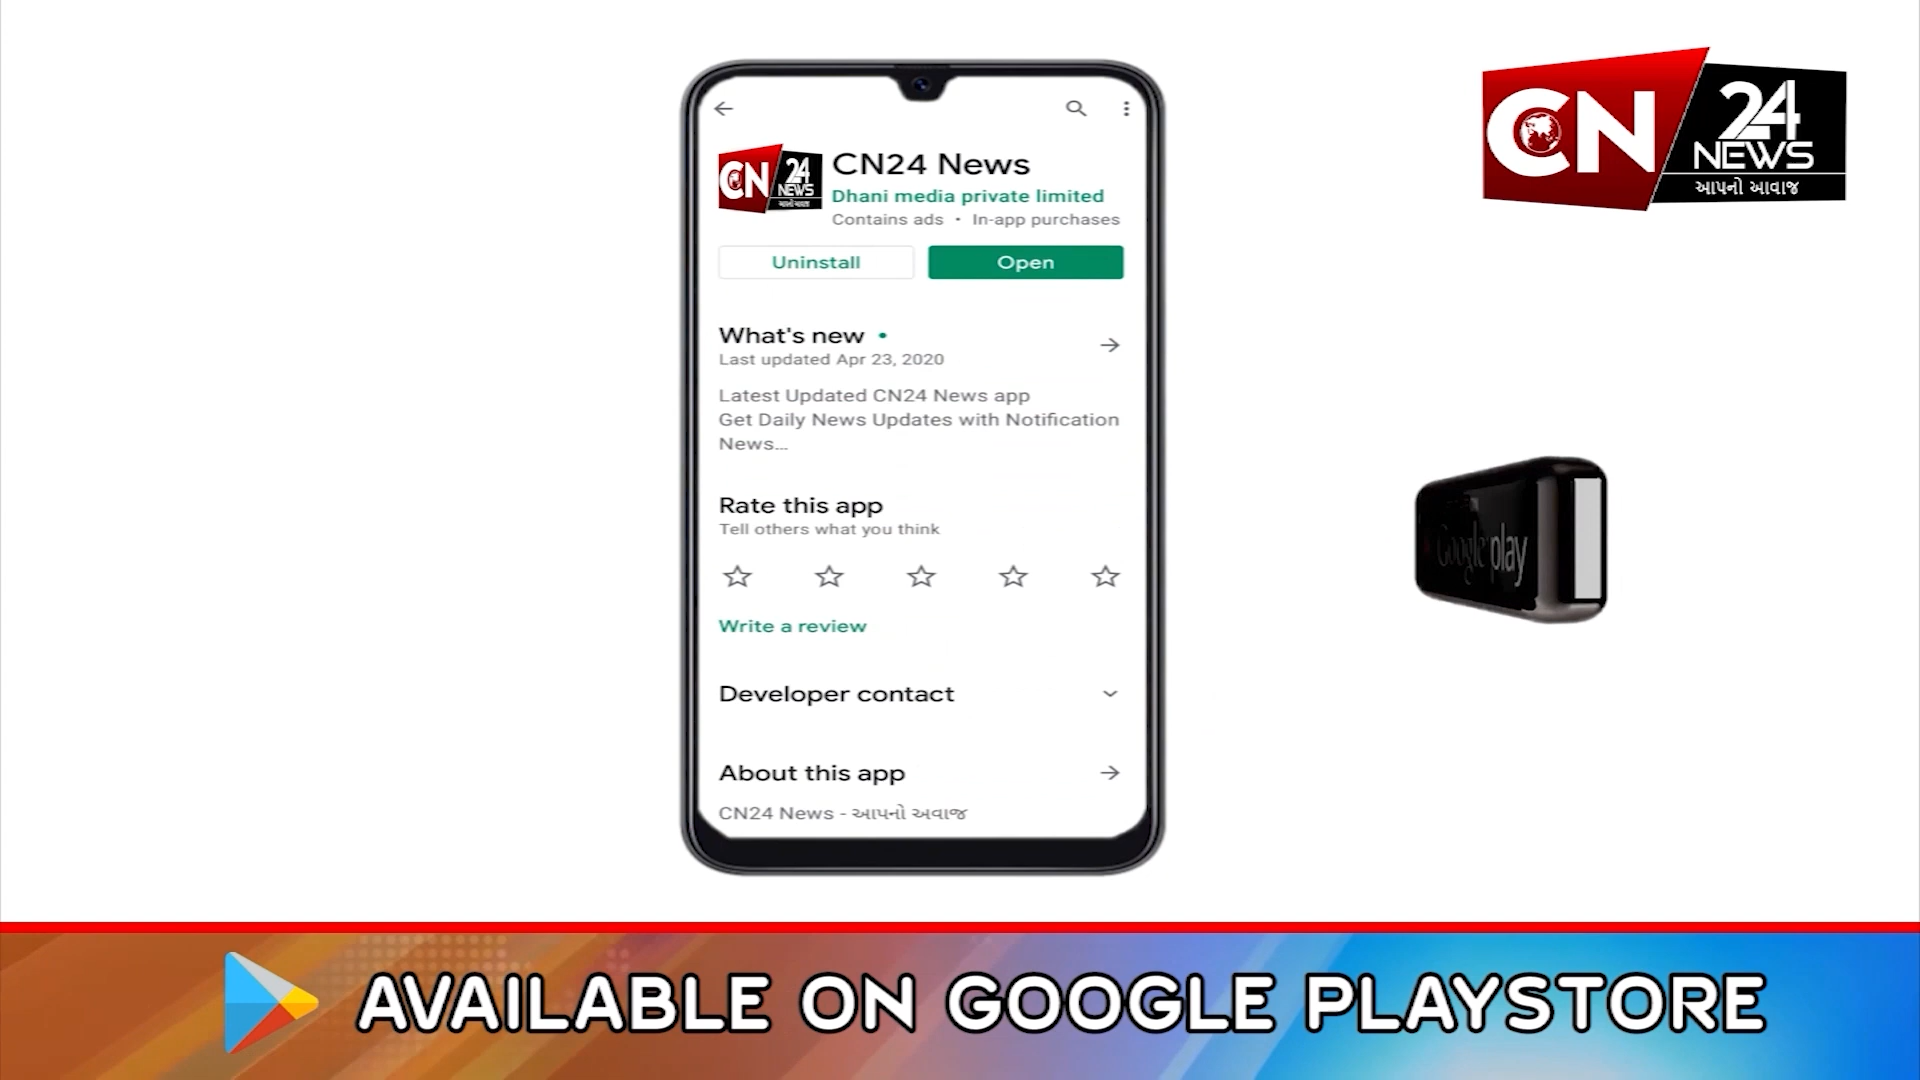 CN24 News
Dhani media private limited
Contains ads • In-app purchases
Uninstall
Open
What's new •
Last updated Apr 23, 2020
Latest Updated CN24 News app
Get Daily News Updates with Notification
News...
Rate this app
Tell others what you think
Write a review
Developer contact
About this app
CN24 News - આપનો અવાજ
CN 24
NEWS
આપનો આવાજ
CN 24
NEWS
Google play
AVAILABLE ON GOOGLE PLAYSTORE